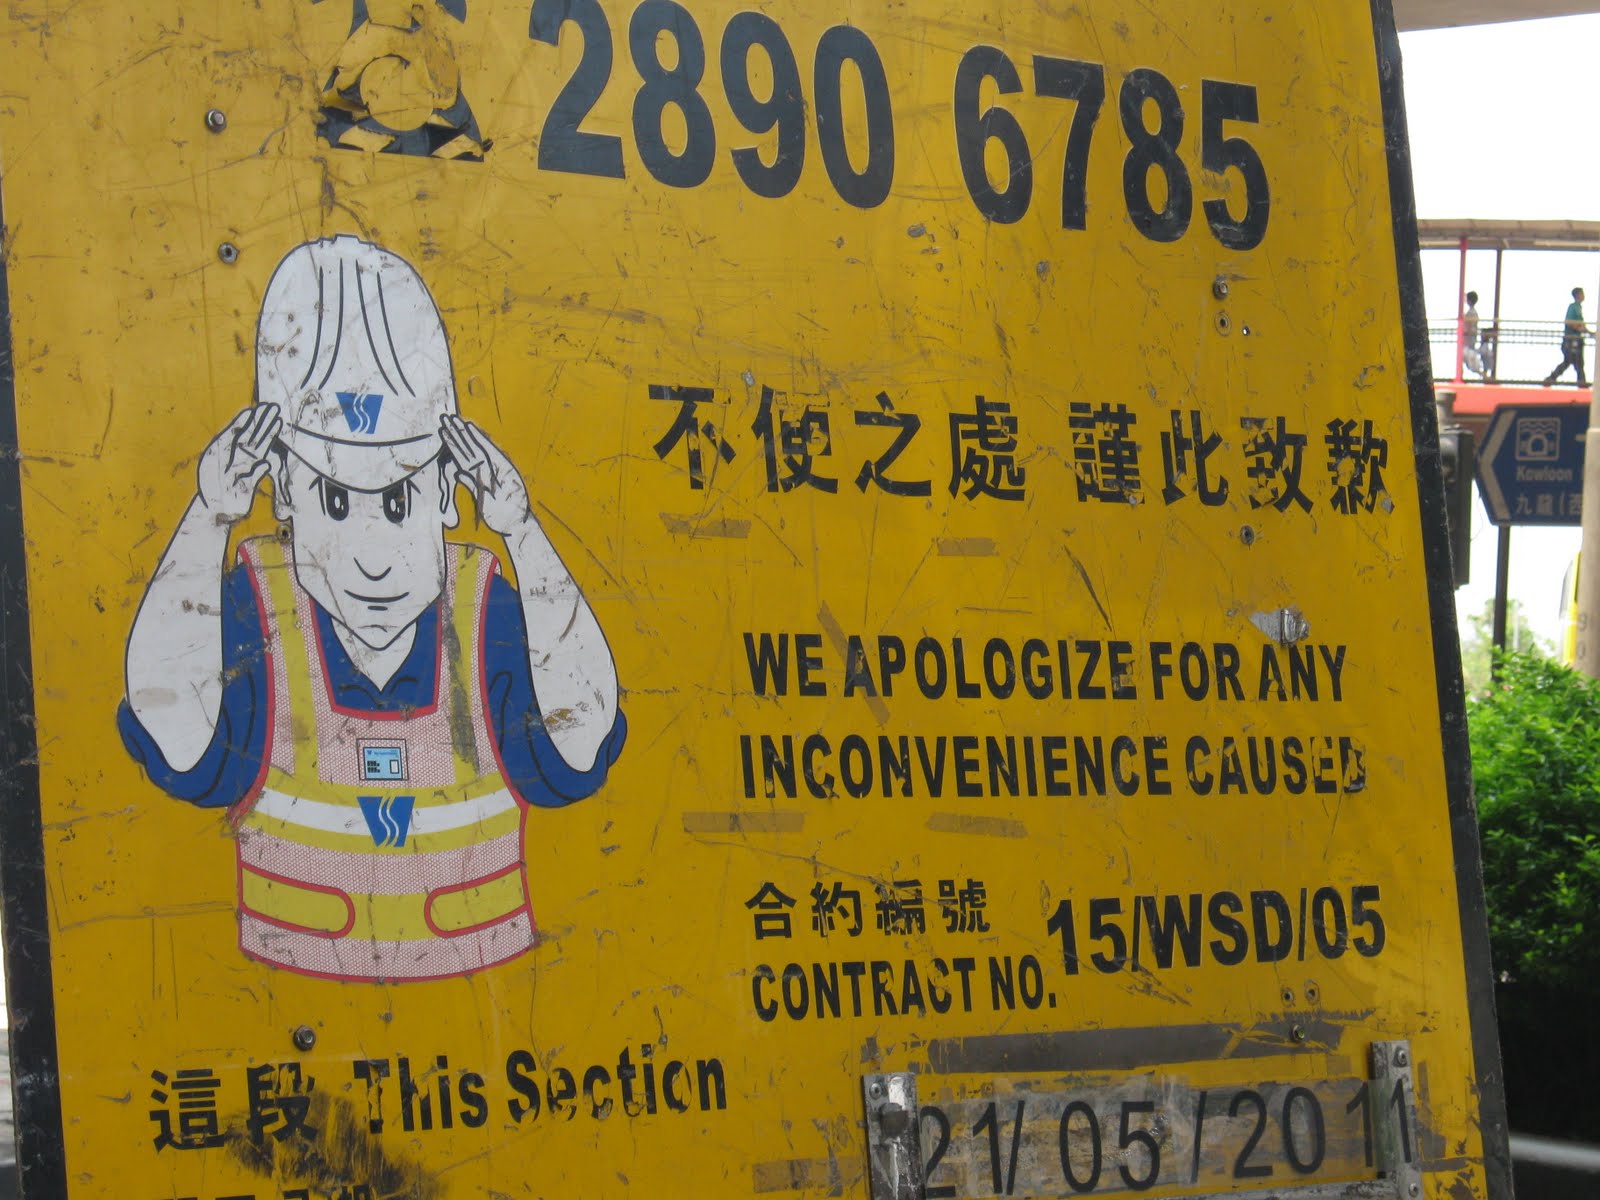 2890 6785
不便之處 謹此致歉
WE APOLOGIZE FOR ANY
INCONVENIENCE CAUSED
合約編號
CONTRACT NO. 15/WSD/05
這段 This Section
21/05/2011
Kowloon
九龍(西